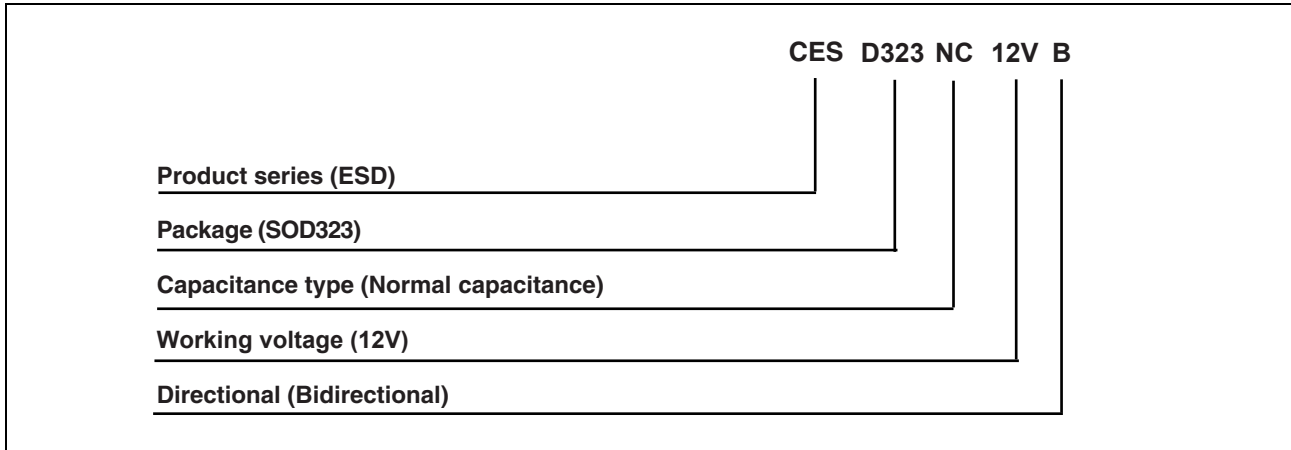 CES D323 NC 12V B
Product series (ESD)
Package (SOD323)
Capacitance type (Normal capacitance)
Working voltage (12V)
Directional (Bidirectional)